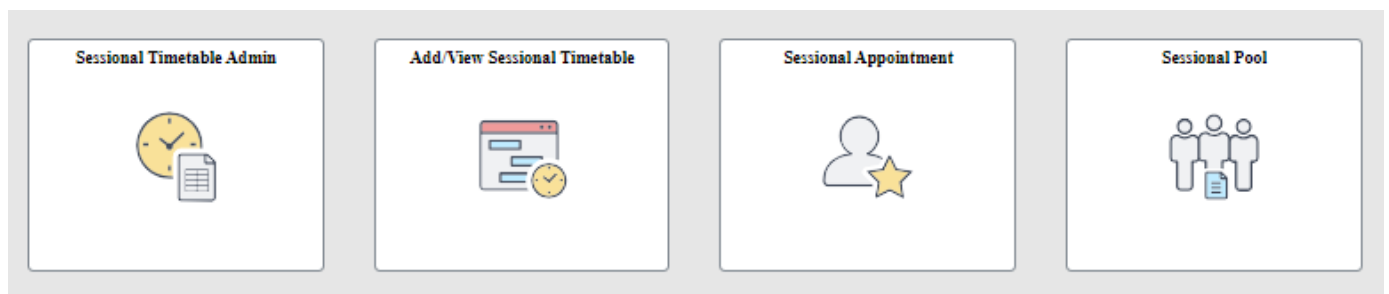 Sessional Timetable Admin
Add/View Sessional Timetable
Sessional Appointment
Sessional Pool